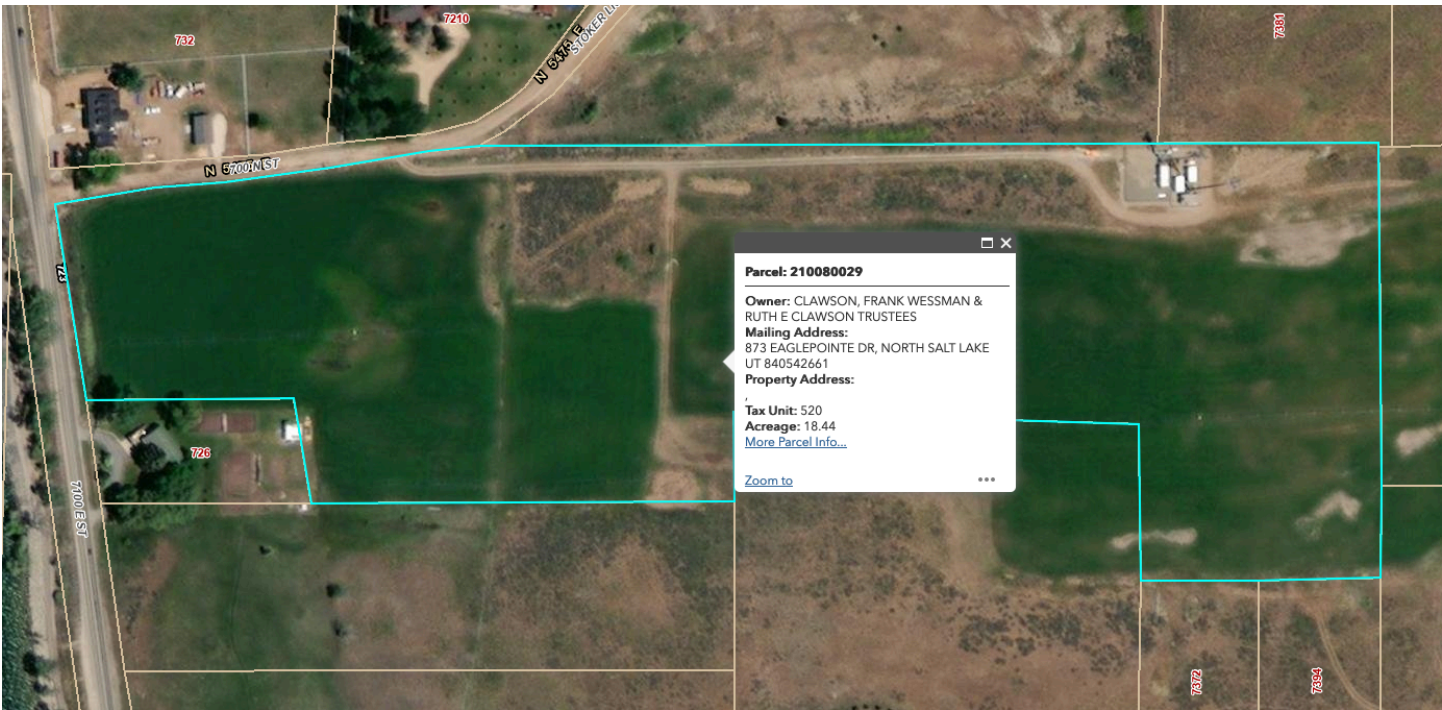 7210
732
7381
STOKER
N 5475 E
5700 N ST
723
Parcel: 210080029
Owner: CLAWSON, FRANK WESSMAN &
RUTH E CLAWSON TRUSTEES
Mailing Address:
873 EAGLEPOINTE DR, NORTH SALT LAKE
UT 840542661
Property Address:
,
Tax Unit: 520
Acreage: 18.44
More Parcel Info...
Zoom to
726
7100 E ST
7372
7394